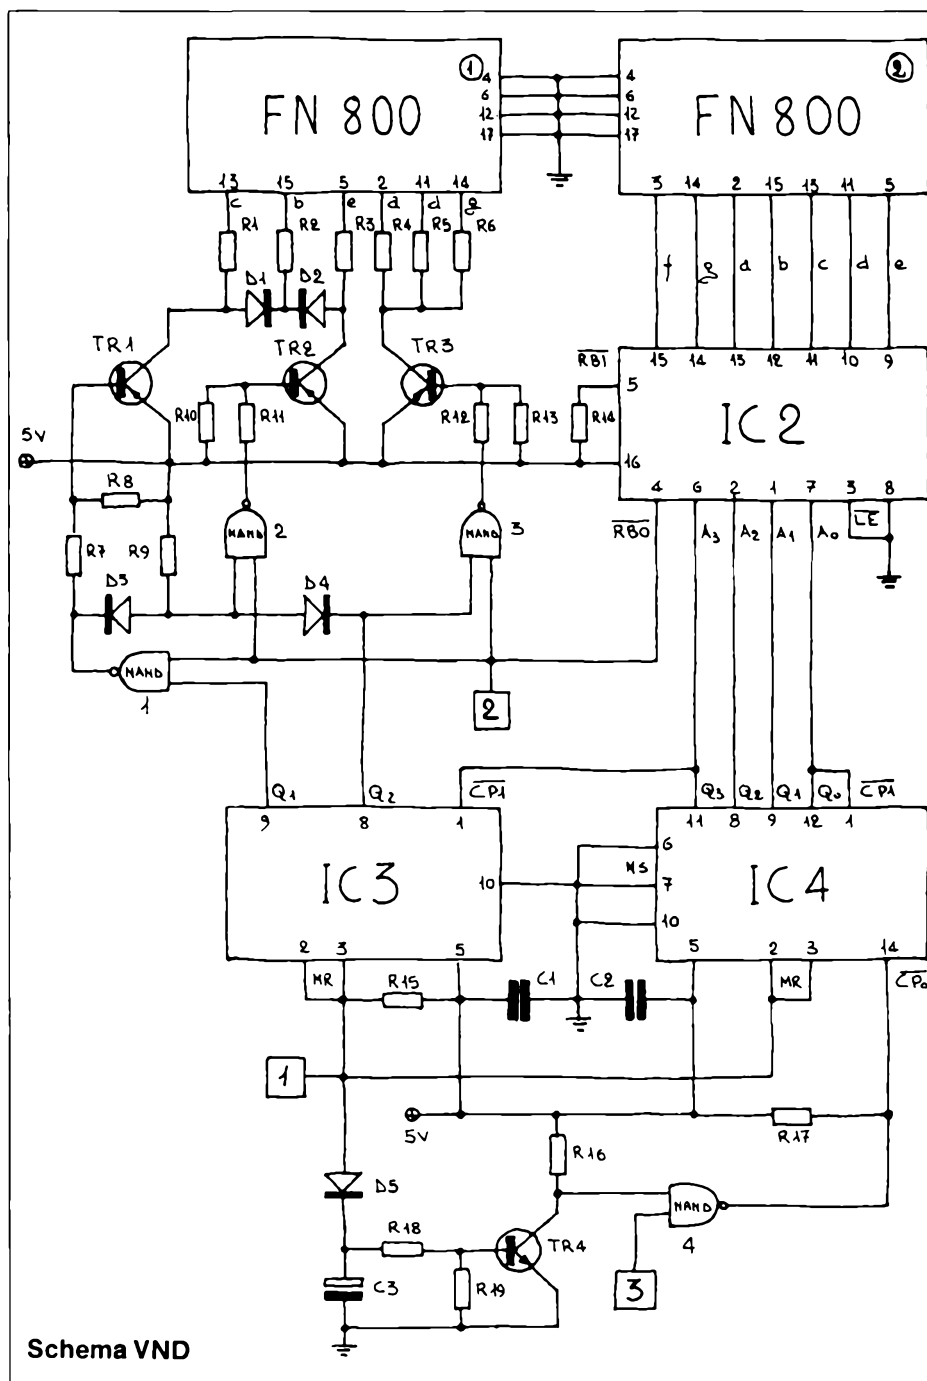 ① ②
FN 800 FN 800
4 4
6 6
12 12
17 17
13 15 5 2 11 14 3 14 2 15 13 11 5
c b e a d g
R1 R2 R3 R4 R5 R6
f g a b c d e
D1 D2
TR1 TR2 TR3
RBI 15 14 13 12 11 10 9
5
R10 R11 R12 R13 R14
IC2
5V
16
R8
4 6 2 1 7 3 8
NAND 2 NAND 3
RBO A3 A2 A1 A0 LE
R7 R9
D3 D4
NAND
1
2
Q1 Q2 CP1 Q3 Q2 Q1 Q0 CP1
9 8 1 11 8 9 12 1
6
IC3 10 MS 7 IC4
10
2 3 5 5 2 3 14
MR R15 C1 C2 MR CP0
1
5V
R17
R16
D5
NAND
R18
TR4 4
C3 R19 3
Schema VND